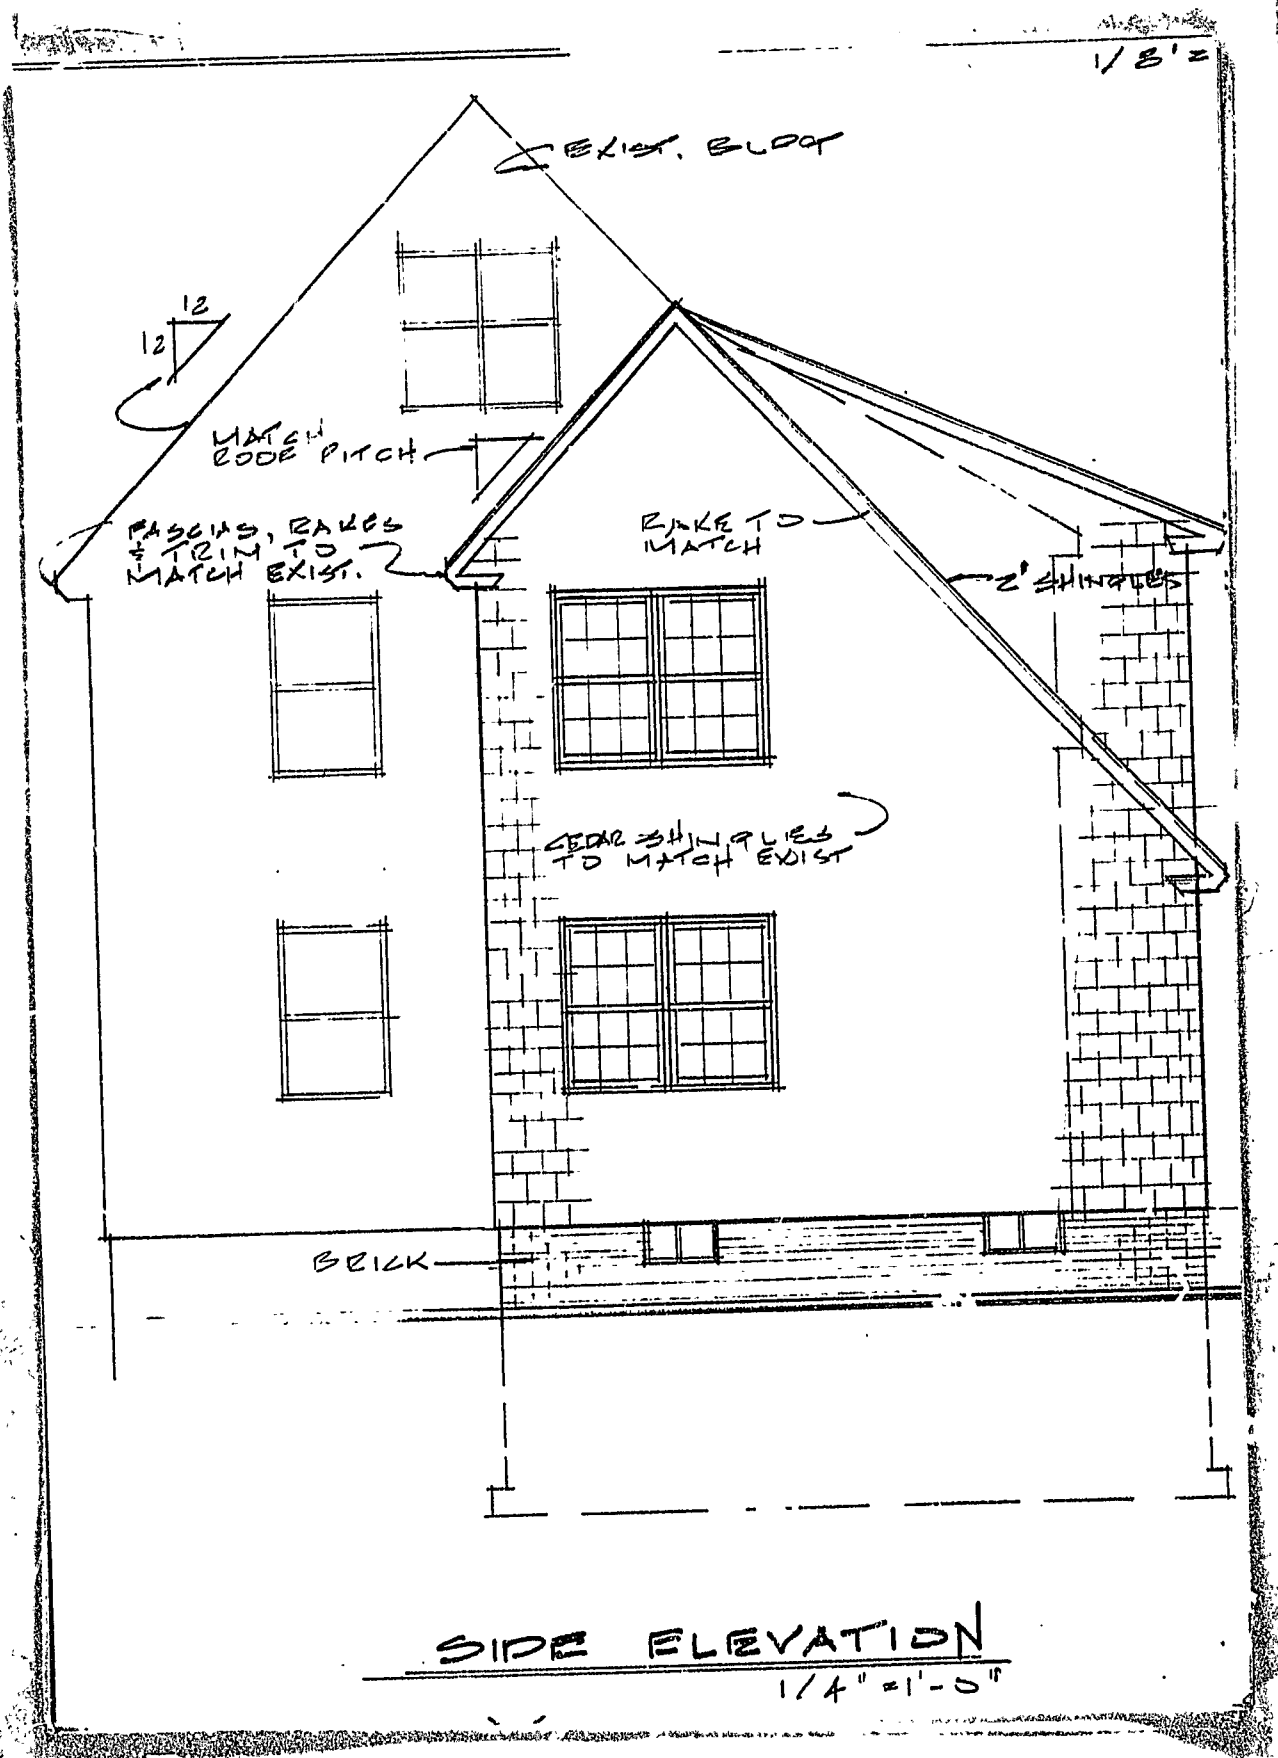 1/8"=
EXIST. BLDG
12
12
MATCH
ROOF PITCH
FASCIAS, RAKES
& TRIM TO
MATCH EXIST.
RAKE TO
MATCH
2" SHINGLES
CEDAR SHINGLES
TO MATCH EXIST
BRICK
SIDE ELEVATION
1/4"=1'-0"